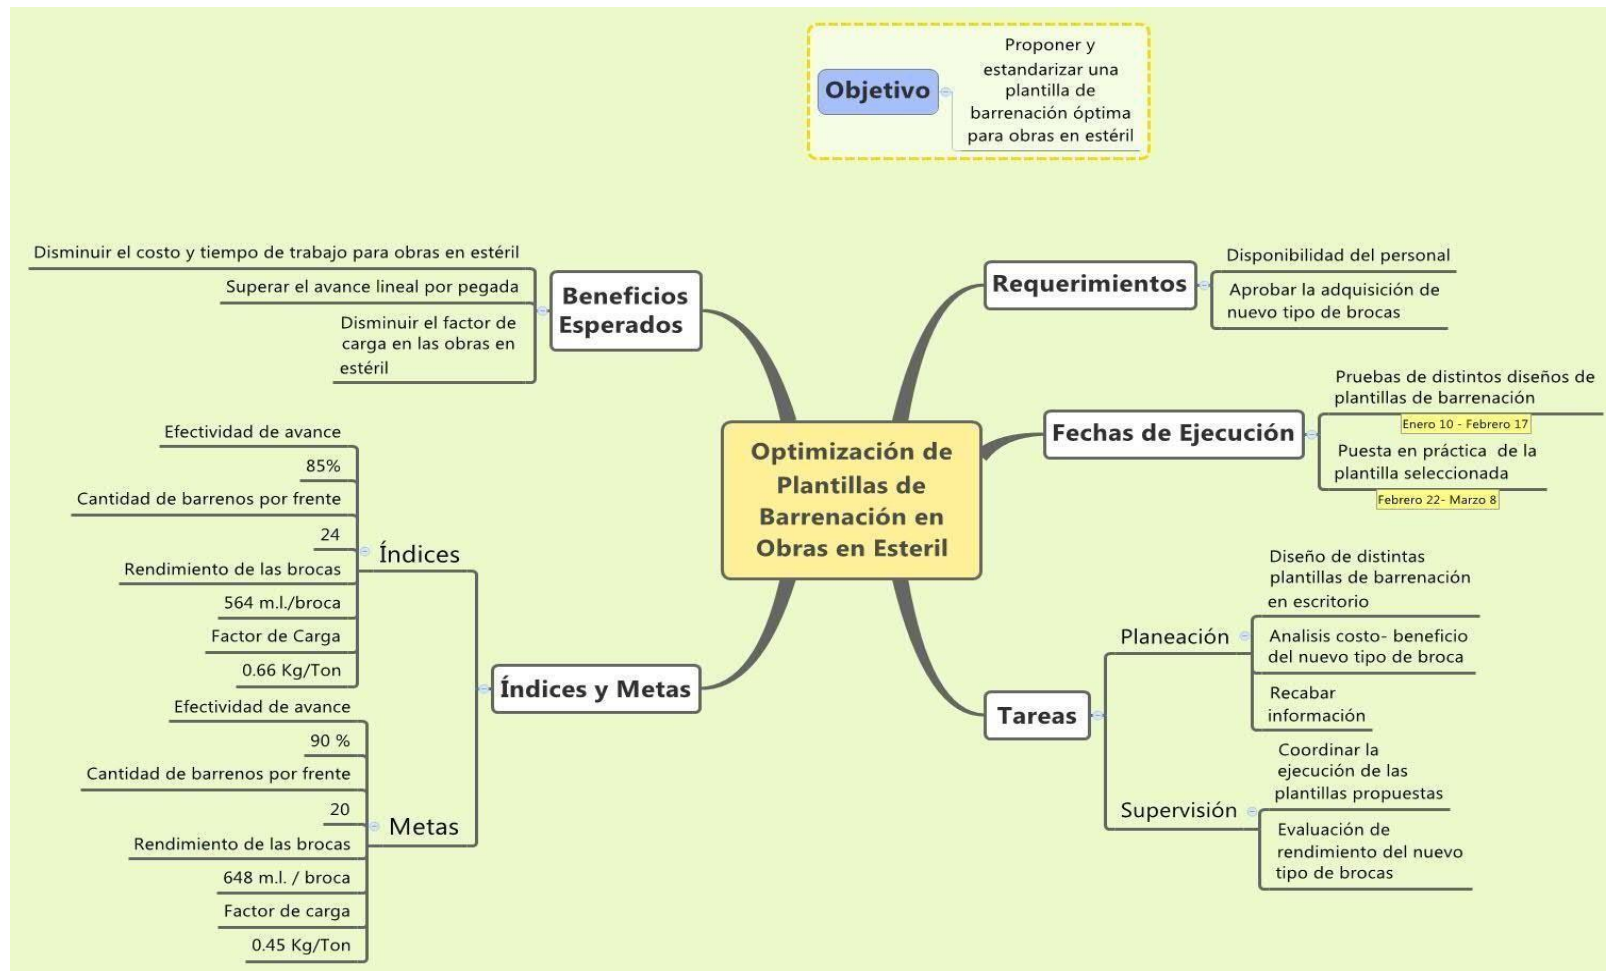 Proponer y
estandarizar una
plantilla de
barrenación óptima
para obras en estéril
Objetivo
Disminuir el costo y tiempo de trabajo para obras en estéril
Superar el avance lineal por pegada
Disminuir el factor de
carga en las obras en
estéril
Beneficios
Esperados
Requerimientos
Disponibilidad del personal
Aprobar la adquisición de
nuevo tipo de brocas
Fechas de Ejecución
Pruebas de distintos diseños de
plantillas de barrenación
Enero 10 - Febrero 17
Puesta en práctica de la
plantilla seleccionada
Febrero 22- Marzo 8
Optimización de
Plantillas de
Barrenación en
Obras en Esteril
Efectividad de avance
85%
Cantidad de barrenos por frente
24
Rendimiento de las brocas
564 m.l./broca
Factor de Carga
0.66 Kg/Ton
Índices
Índices y Metas
Efectividad de avance
90 %
Cantidad de barrenos por frente
20
Rendimiento de las brocas
648 m.l. / broca
Factor de carga
0.45 Kg/Ton
Metas
Tareas
Planeación
Diseño de distintas
plantillas de barrenación
en escritorio
Analisis costo- beneficio
del nuevo tipo de broca
Recabar
información
Supervisión
Coordinar la
ejecución de las
plantillas propuestas
Evaluación de
rendimiento del nuevo
tipo de brocas